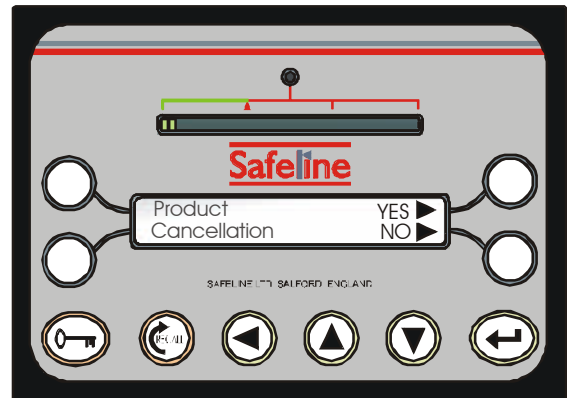 Safeline
Product YES
Cancellation NO
SAFELINE LTD SALFORD ENGLAND
RECALL